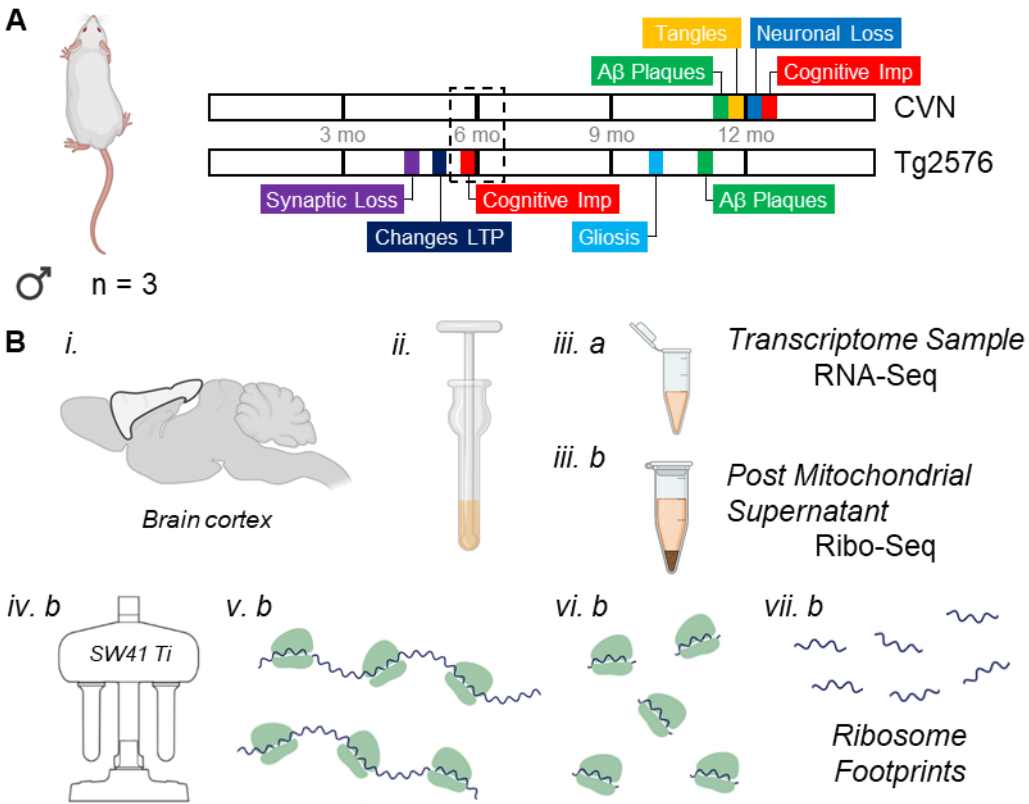 A
Tangles
Neuronal Loss
Aβ Plaques
Cognitive Imp
CVN
3 mo
6 mo
9 mo
12 mo
Tg2576
Synaptic Loss
Cognitive Imp
Aβ Plaques
Changes LTP
Gliosis
♂ n = 3
B
i.
ii.
iii. a
Transcriptome Sample
RNA-Seq
iii. b
Post Mitochondrial
Supernatant
Ribo-Seq
Brain cortex
iv. b
v. b
vi. b
vii. b
SW41 Ti
Ribosome
Footprints